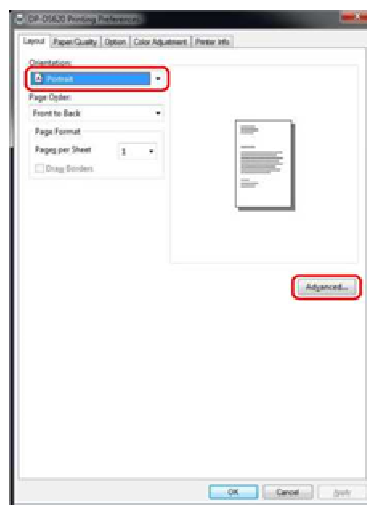 DP-DS620 Printing Preferences
Layout Paper/Quality Option Color Adjustment Printer Info
Orientation:
Portrait
Page Order:
Front to Back
Page Format
Pages per Sheet 1
Draw Borders
Advanced...
OK Cancel Apply